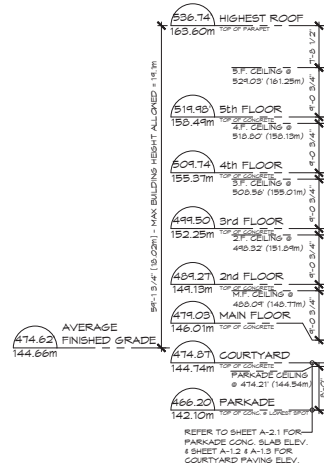 536.74 HIGHEST ROOF
163.60m TOP OF PARAPET
5.F. CEILING @
529.03' (161.25m)
519.98 5th FLOOR
158.49m TOP OF CONCRETE
4.F. CEILING @
518.80' (158.13m)
509.74 4th FLOOR
155.37m TOP OF CONCRETE
3.F. CEILING @
508.56' (155.01m)
499.50 3rd FLOOR
152.25m TOP OF CONCRETE
2.F. CEILING @
498.32' (151.89m)
489.27 2nd FLOOR
149.13m TOP OF CONCRETE
M.F. CEILING @
488.09' (148.77m)
479.03 MAIN FLOOR
146.01m TOP OF CONCRETE
474.62 AVERAGE
FINISHED GRADE
144.66m
474.87 COURTYARD
144.74m TOP OF CONCRETE
PARKADE CEILING
@ 474.21' (144.54m)
466.20 PARKADE
142.10m TOP OF CONC. @ LOWEST SPOT
REFER TO SHEET A-2.1 FOR
PARKADE CONC. SLAB ELEV.
& SHEET A-1.2 & A-1.3 FOR
COURTYARD PAVING ELEV.
59'-1 3/4" (18.02m) - MAX BUILDING HEIGHT ALLOWED = 19.1m
7'-8 1/2"
9'-0 3/4"
9'-0 3/4"
9'-0 3/4"
9'-0 3/4"
9'-0 3/4"